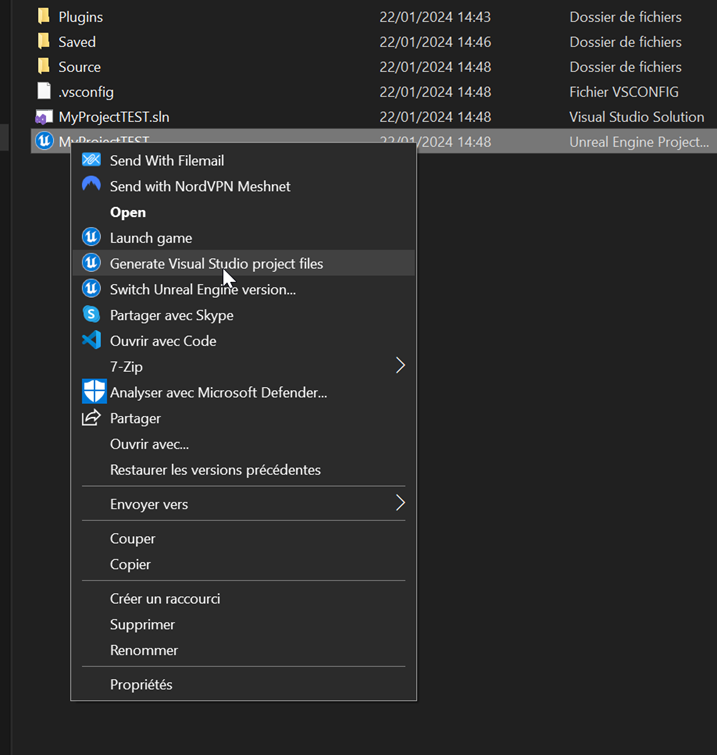 Plugins 22/01/2024 14:43 Dossier de fichiers
Saved 22/01/2024 14:46 Dossier de fichiers
Source 22/01/2024 14:48 Dossier de fichiers
.vsconfig 22/01/2024 14:48 Fichier VSCONFIG
MyProjectTEST.sln 22/01/2024 14:48 Visual Studio Solution
MyProjectTEST 22/01/2024 14:48 Unreal Engine Project...
Send With Filemail
Send with NordVPN Meshnet
Open
Launch game
Generate Visual Studio project files
Switch Unreal Engine version...
Partager avec Skype
Ouvrir avec Code
7-Zip
Analyser avec Microsoft Defender...
Partager
Ouvrir avec...
Restaurer les versions précédentes
Envoyer vers
Couper
Copier
Créer un raccourci
Supprimer
Renommer
Propriétés